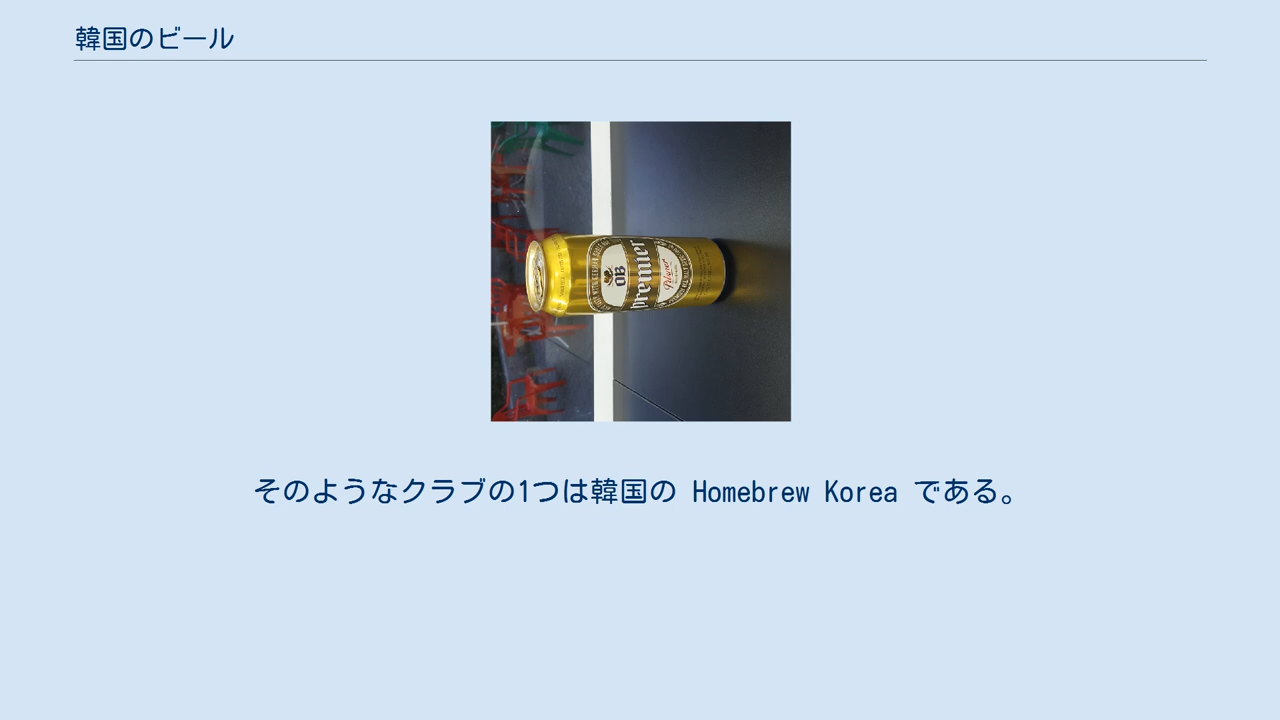 韓国のビール
OB
premier
Pilsner
そのようなクラブの1つは韓国の Homebrew Korea である。